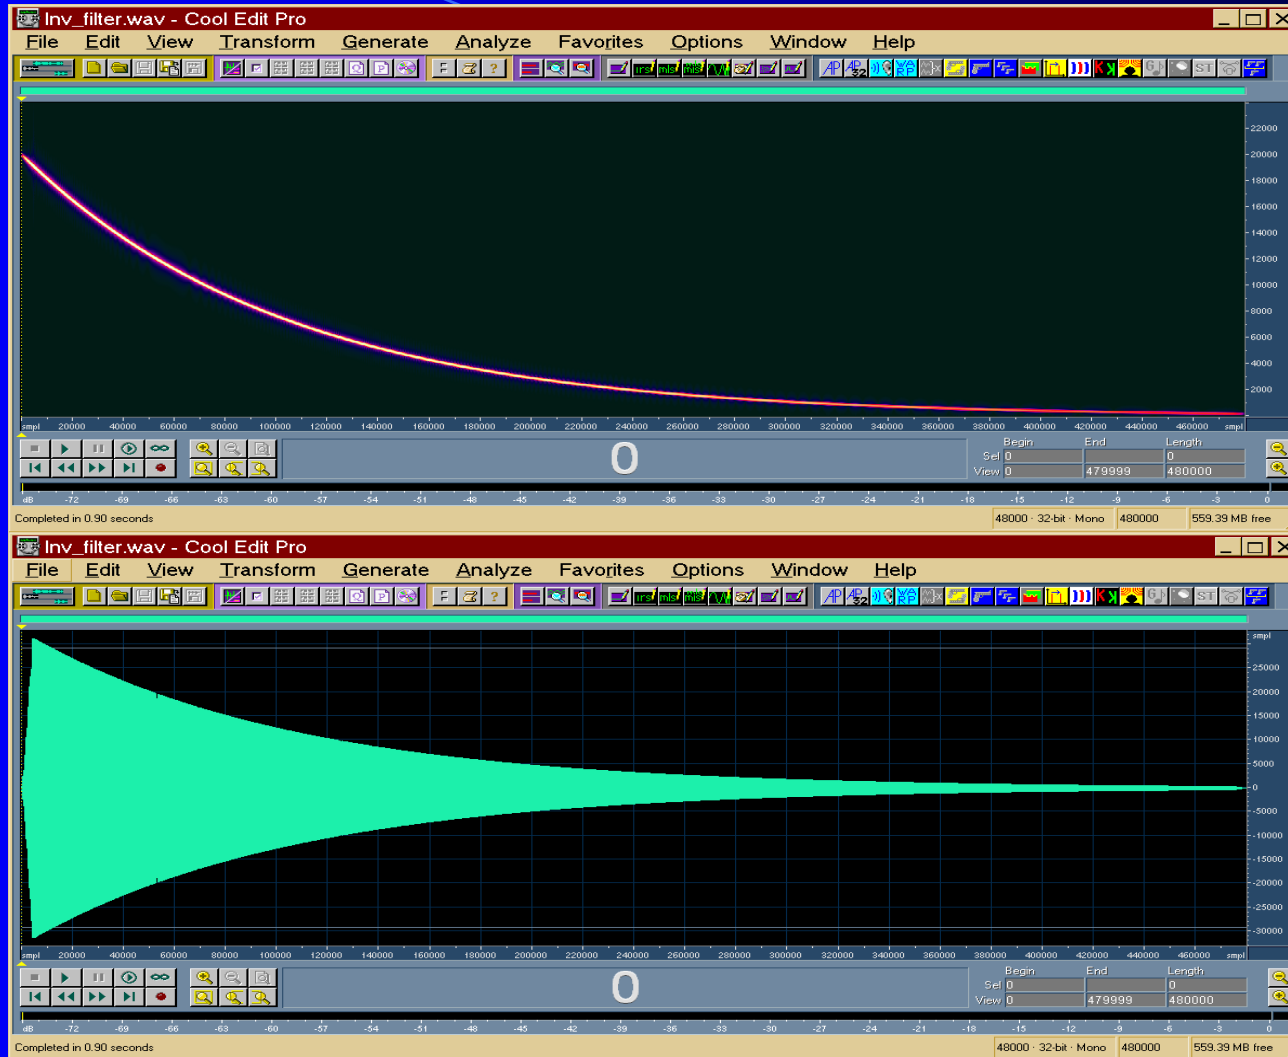 Inv_filter.wav - Cool Edit Pro
File Edit View Transform Generate Analyze Favorites Options Window Help
22000
20000
18000
16000
14000
12000
10000
8000
6000
4000
2000
smpl 20000 40000 60000 80000 100000 120000 140000 160000 180000 200000 220000 240000 260000 280000 300000 320000 340000 360000 380000 400000 420000 440000 460000 smpl
0
Begin End Length
Sel 0 0
View 0 479999 480000
dB -72 -69 -66 -63 -60 -57 -54 -51 -48 -45 -42 -39 -36 -33 -30 -27 -24 -21 -18 -15 -12 -9 -6 -3 0
Completed in 0.90 seconds
48000 · 32-bit · Mono 480000 559.39 MB free
Inv_filter.wav - Cool Edit Pro
File Edit View Transform Generate Analyze Favorites Options Window Help
smpl
25000
20000
15000
10000
5000
0
-5000
-10000
-15000
-20000
-25000
-30000
smpl 20000 40000 60000 80000 100000 120000 140000 160000 180000 200000 220000 240000 260000 280000 300000 320000 340000 360000 380000 400000 420000 440000 460000 smpl
0
Begin End Length
Sel 0 0
View 0 479999 480000
dB -72 -69 -66 -63 -60 -57 -54 -51 -48 -45 -42 -39 -36 -33 -30 -27 -24 -21 -18 -15 -12 -9 -6 -3 0
Completed in 0.90 seconds
48000 · 32-bit · Mono 480000 559.39 MB free